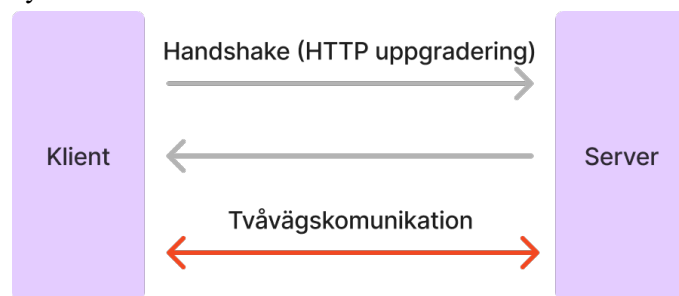 Handshake (HTTP uppgradering)
Klient
Server
Tvåvägskomunikation